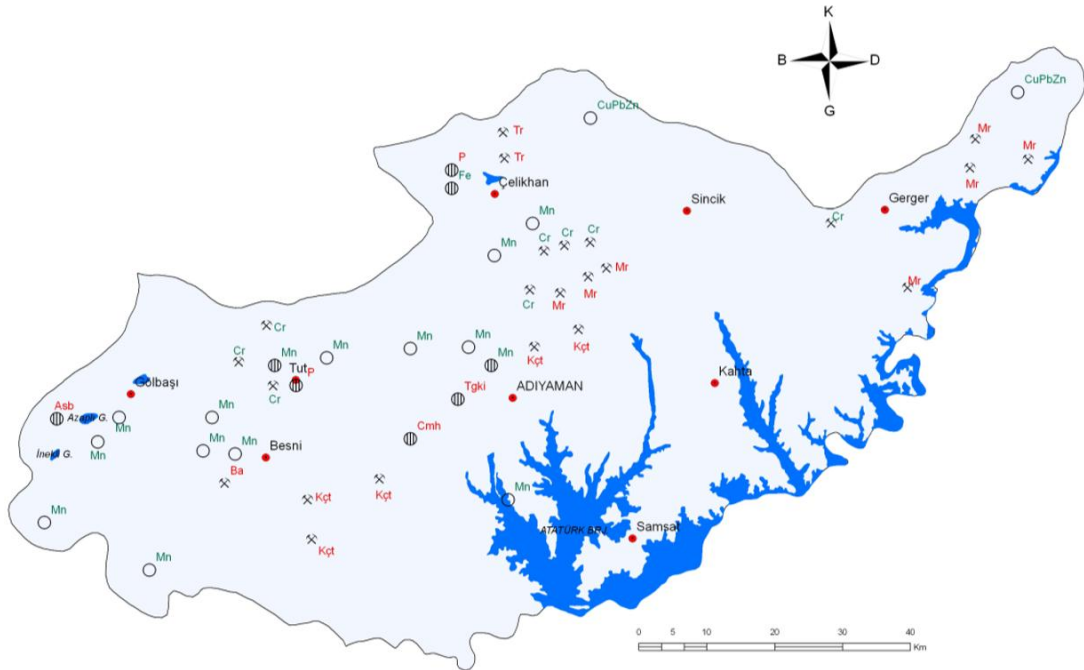 K
B
D
G
CuPbZn
CuPbZn
Tr
Mr
Tr
Mr
P
Mr
Fe
Çelikhan
Sincik
Gerger
Mn
Cr
Cr
Cr
Cr
Mn
Mr
Mr
Cr
Mr
Mr
Cr
Mn
Mn
Kçt
Cr
Mn
Mn
Kçt
Tut
P
Gölbaşı
Cr
Tgki
ADIYAMAN
Kahta
Asb
Azaplı G.
Mn
Mn
Cmh
İnekli G.
Mn
Mn
Mn
Besni
Ba
Kçt
Kçt
Mn
Mn
ATATÜRK BRJ.
Samsat
Kçt
Mn
0 5 10 20 30 40
Km